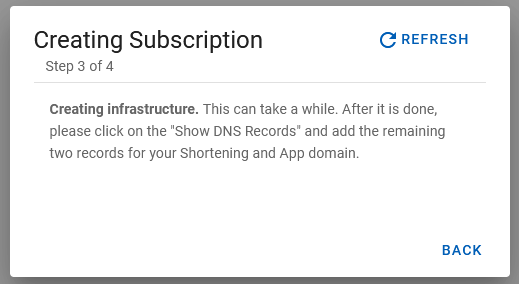 Creating Subscription
REFRESH
Step 3 of 4
Creating infrastructure. This can take a while. After it is done,
please click on the "Show DNS Records" and add the remaining
two records for your Shortening and App domain.
BACK